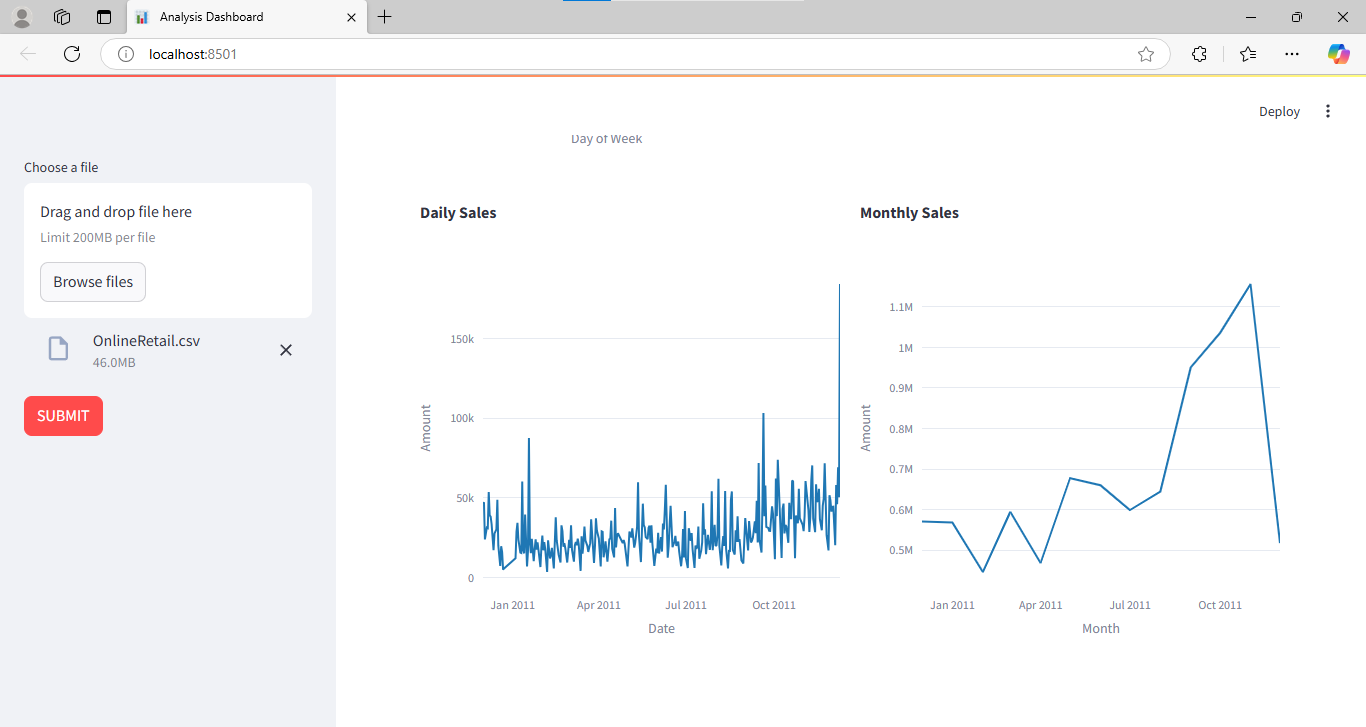 Analysis Dashboard
localhost:8501
Deploy
Choose a file
Drag and drop file here
Limit 200MB per file
Browse files
OnlineRetail.csv
46.0MB
SUBMIT
Day of Week
Daily Sales
150k
100k
50k
0
Amount
Jan 2011 Apr 2011 Jul 2011 Oct 2011
Date
Monthly Sales
1.1M
1M
0.9M
0.8M
0.7M
0.6M
0.5M
Amount
Jan 2011 Apr 2011 Jul 2011 Oct 2011
Month